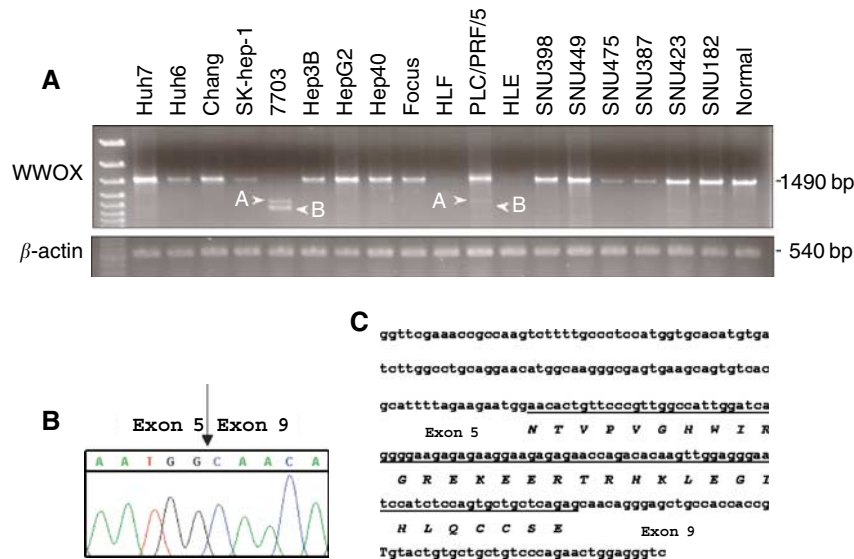 A
Huh7 Huh6 Chang SK-hep-1 7703 Hep3B HepG2 Hep40 Focus HLF PLC/PRF/5 HLE SNU398 SNU449 SNU475 SNU387 SNU423 SNU182 Normal
WWOX
1490 bp
A B A B
β-actin
540 bp
B
Exon 5 Exon 9
A A T G G C A A C A
C
ggttcgaaaccgccaagtcttttgccctccatggtgcacatgtga
tcttggcctgcaggaacatggcaagggcgagtgaagcagtgtcac
gcattttagaagaatggaacactgttcccgttggccattggatca
Exon 5 N T V P V G H W I R
ggggaagagagaaggaagagagaaccagacacaagttggagggaa
G R E K E E R T R H K L E G I
tccatctccagtgctgctcagagcaacagggagctgccaccaccg
H L Q C C S E Exon 9
Tgtactgtgctgctgtcccagaactggagggtc